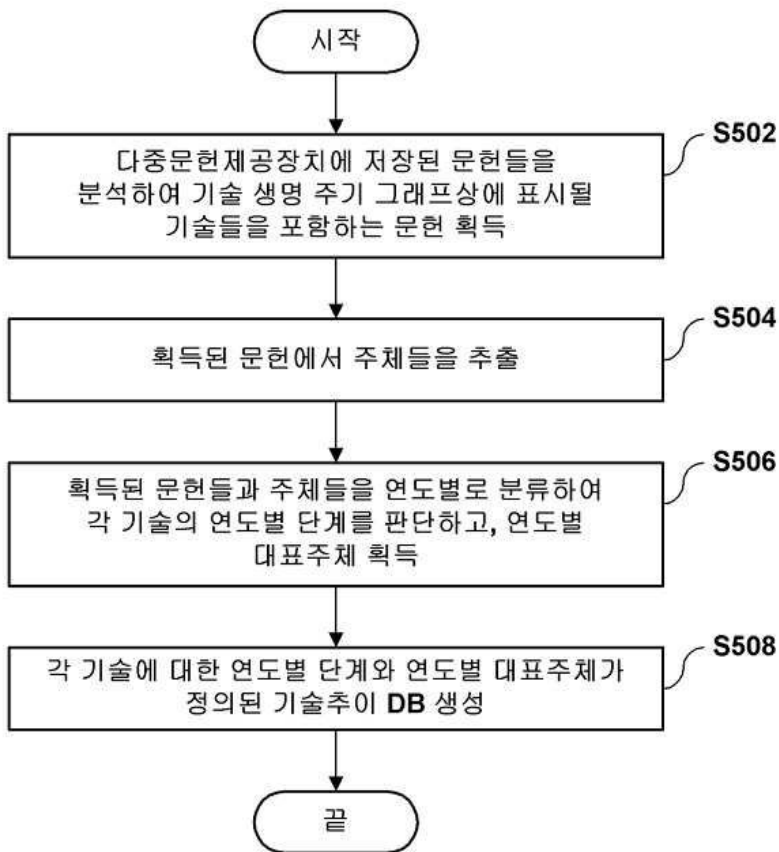 시작
S502
다중문헌제공장치에 저장된 문헌들을
분석하여 기술 생명 주기 그래프상에 표시될
기술들을 포함하는 문헌 획득
S504
획득된 문헌에서 주체들을 추출
S506
획득된 문헌들과 주체들을 연도별로 분류하여
각 기술의 연도별 단계를 판단하고, 연도별
대표주체 획득
S508
각 기술에 대한 연도별 단계와 연도별 대표주체가
정의된 기술추이 DB 생성
끝